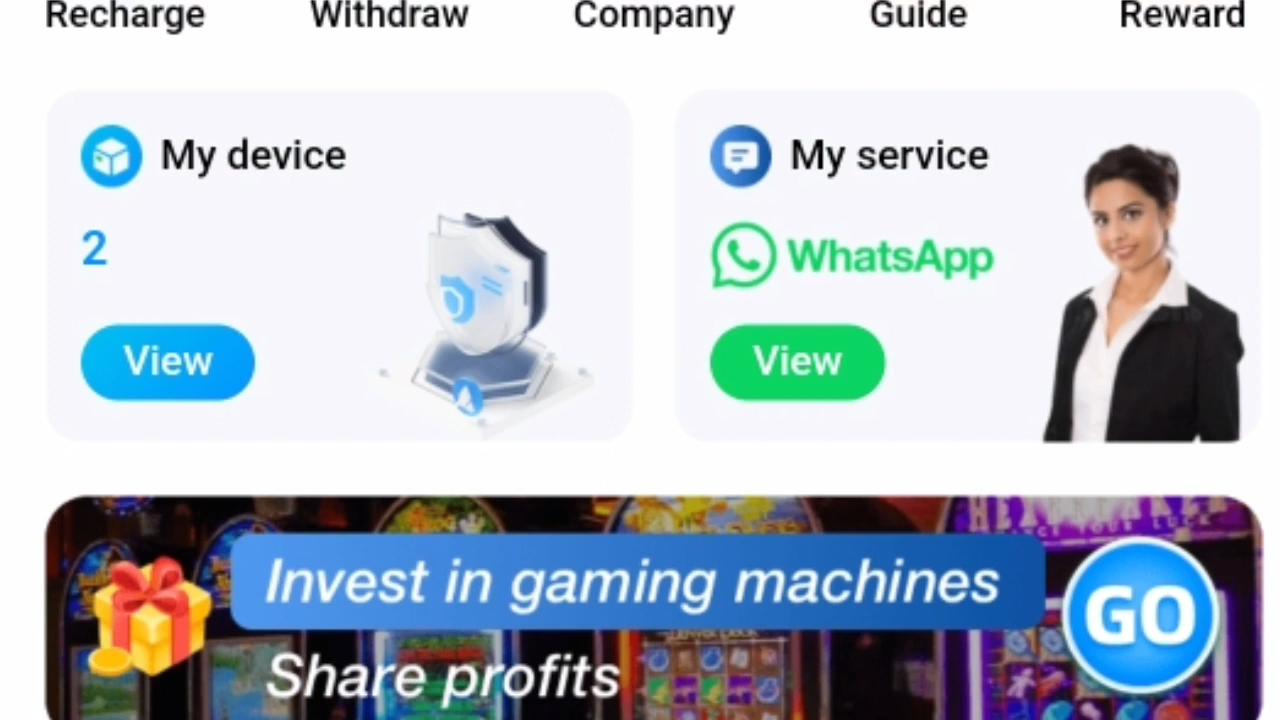 Recharge Withdraw Company Guide Reward
My device
2
View
My service
WhatsApp
View
Invest in gaming machines
GO
Share profits